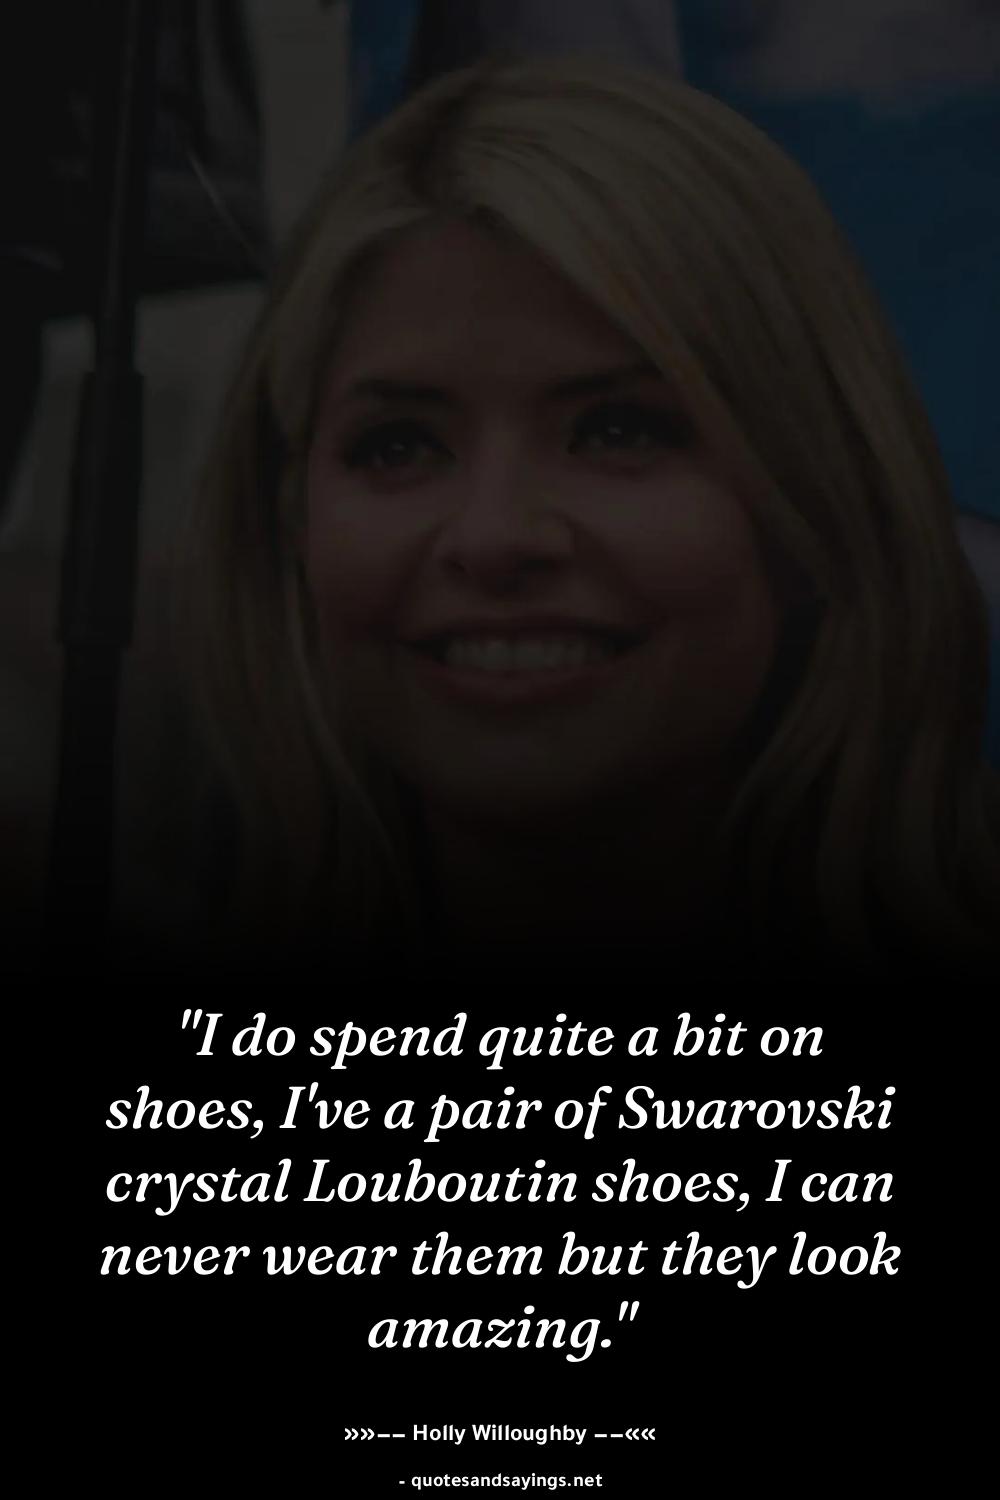 "I do spend quite a bit on
shoes, I've a pair of Swarovski
crystal Louboutin shoes, I can
never wear them but they look
amazing."
»»−− Holly Willoughby −−««
- quotesandsayings.net